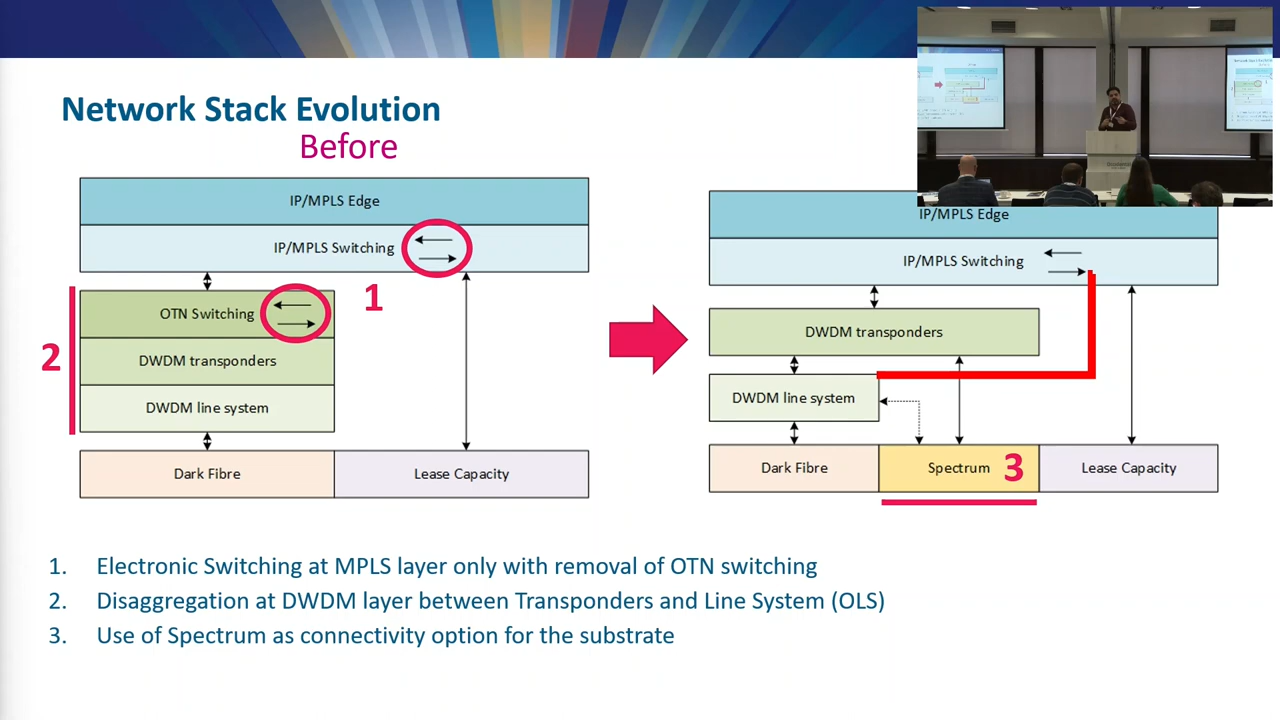 Network Stack Evolution
Before
IP/MPLS Edge
IP/MPLS Switching
1
OTN Switching
2
DWDM transponders
DWDM line system
Dark Fibre
Lease Capacity
IP/MPLS Edge
IP/MPLS Switching
DWDM transponders
DWDM line system
Dark Fibre
Spectrum
3
Lease Capacity
1. Electronic Switching at MPLS layer only with removal of OTN switching
2. Disaggregation at DWDM layer between Transponders and Line System (OLS)
3. Use of Spectrum as connectivity option for the substrate